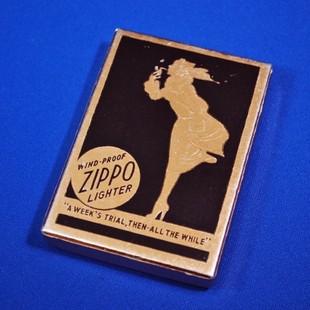 WIND-PROOF
ZIPPO
LIGHTER
"A WEEK'S TRIAL, THEN-ALL THE WHILE"